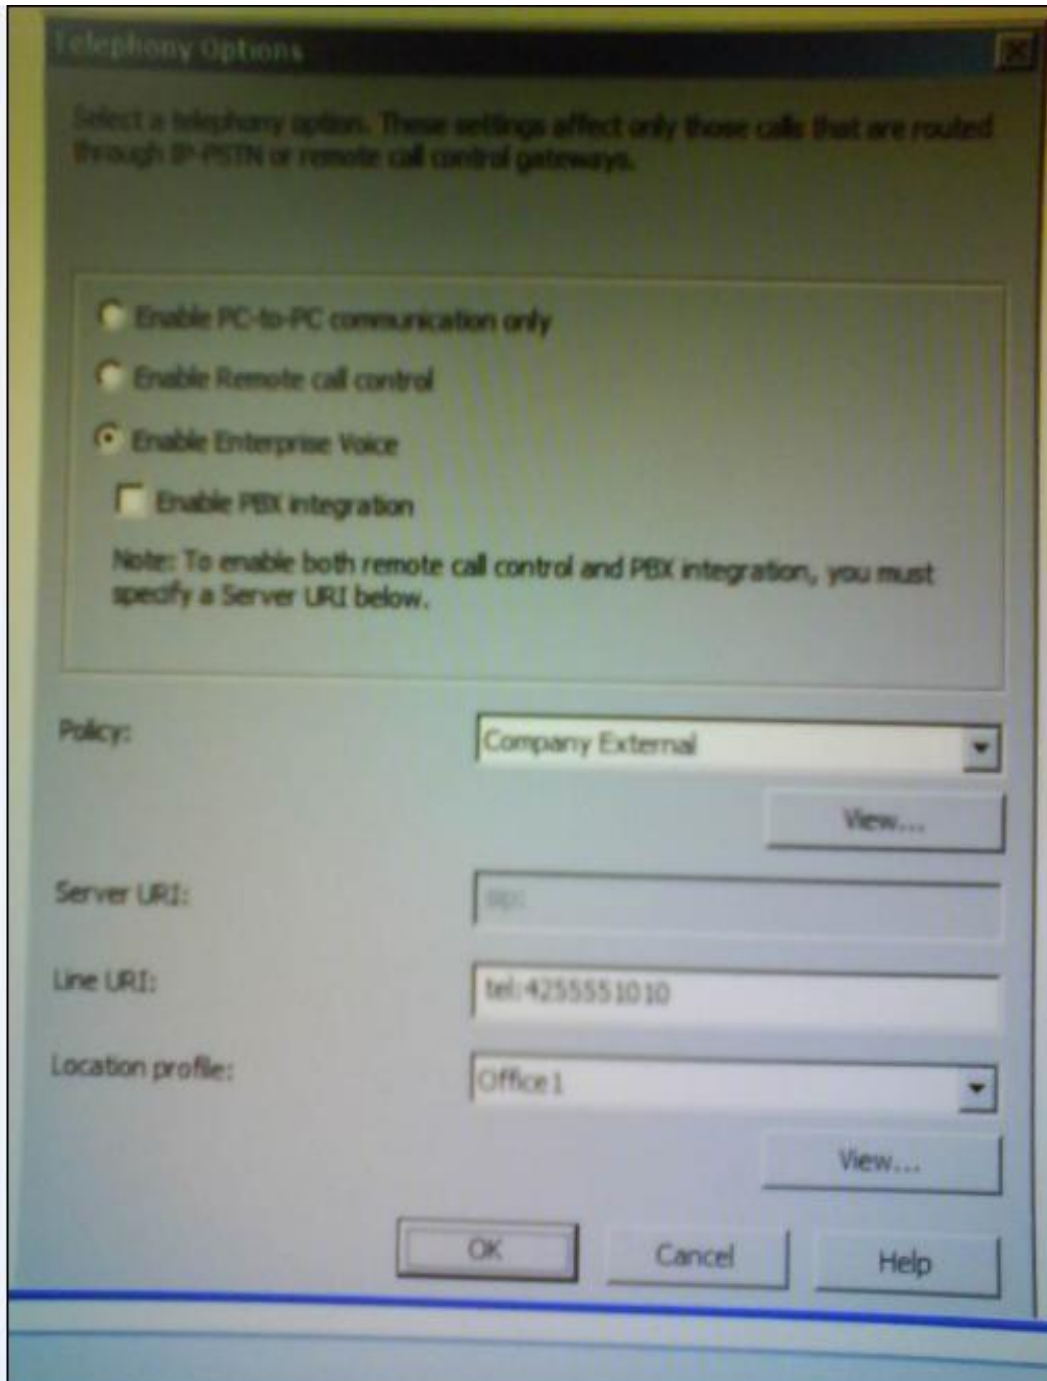 Telephony Options
Select a telephony option. These settings affect only those calls that are routed
through IP-PSTN or remote call control gateways.
Enable PC-to-PC communication only
Enable Remote call control
Enable Enterprise Voice
Enable PBX integration
Note: To enable both remote call control and PBX integration, you must
specify a Server URI below.
Policy:
Company External
View...
Server URI:
sip:
Line URI:
tel:4255551010
Location profile:
Office1
View...
OK
Cancel
Help